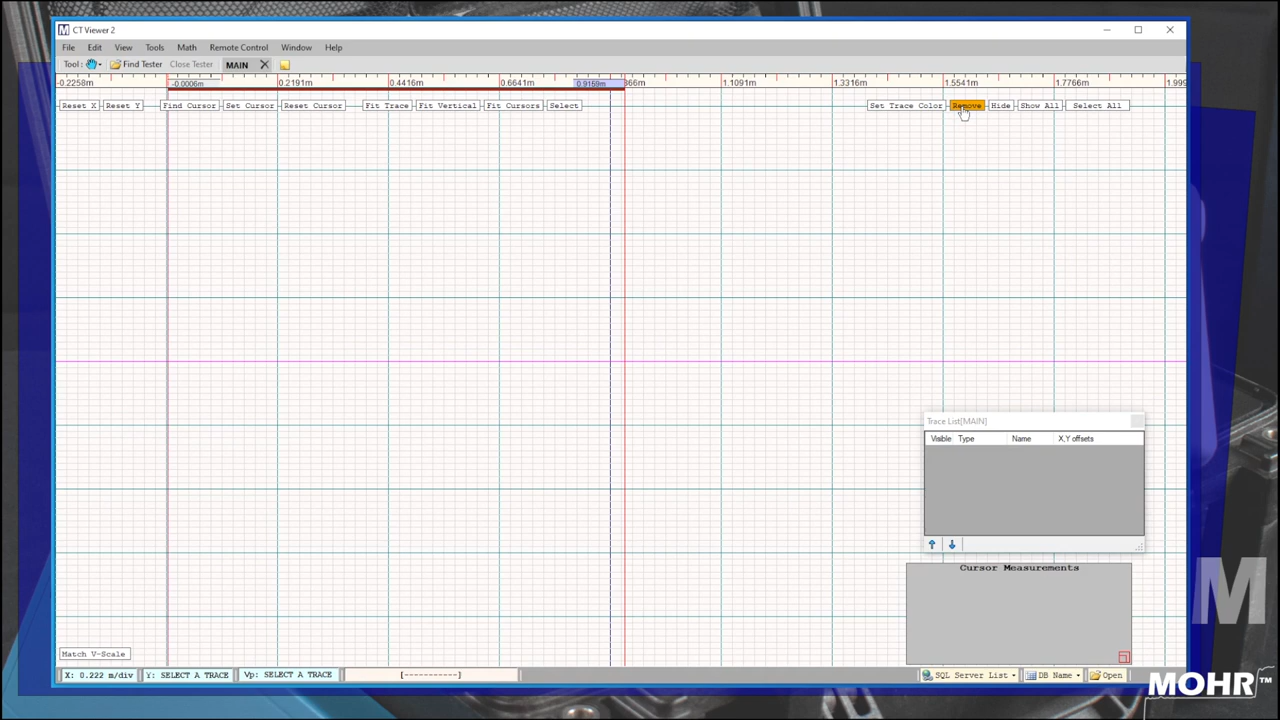 M CT Viewer 2
File Edit View Tools Math Remote Control Window Help
Tool : Find Tester Close Tester MAIN
-0.2258m -0.0006m 0.2191m 0.4416m 0.6641m 0.9159m 66m 1.1091m 1.3316m 1.5541m 1.7766m 1.999
Reset X Reset Y Find Cursor Set Cursor Reset Cursor Fit Trace Fit Vertical Fit Cursors Select Set Trace Color Remove Hide Show All Select All
Trace List[MAIN]
Visible Type Name X,Y offsets
Cursor Measurements
M
Match V-Scale
X: 0.222 m/div Y: SELECT A TRACE Vp: SELECT A TRACE [-----------] SQL Server List DB Name Open
MOHR™